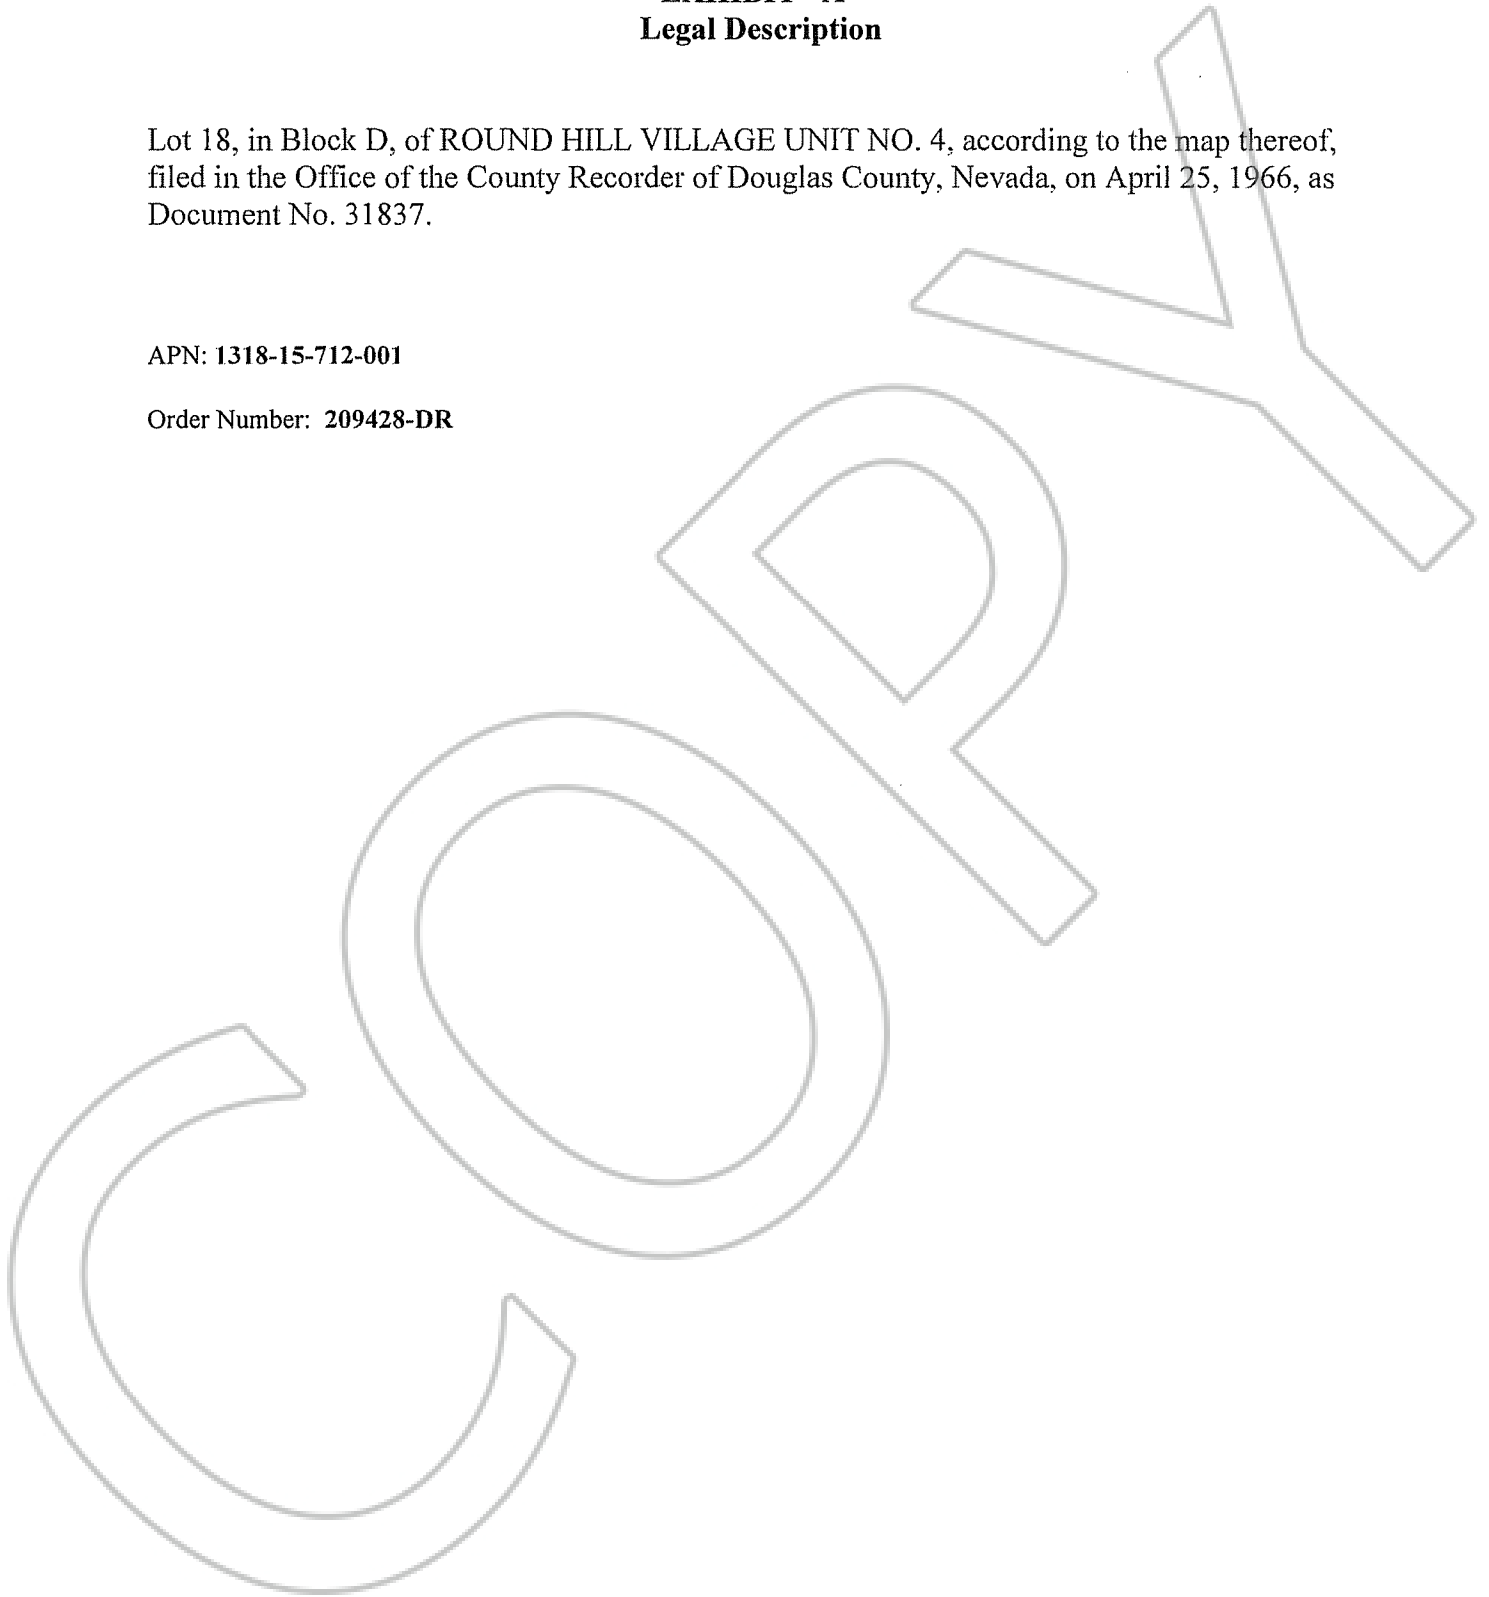 Legal Description
Lot 18, in Block D, of ROUND HILL VILLAGE UNIT NO. 4, according to the map thereof,
filed in the Office of the County Recorder of Douglas County, Nevada, on April 25, 1966, as
Document No. 31837.
APN: 1318-15-712-001
Order Number: 209428-DR
COPY